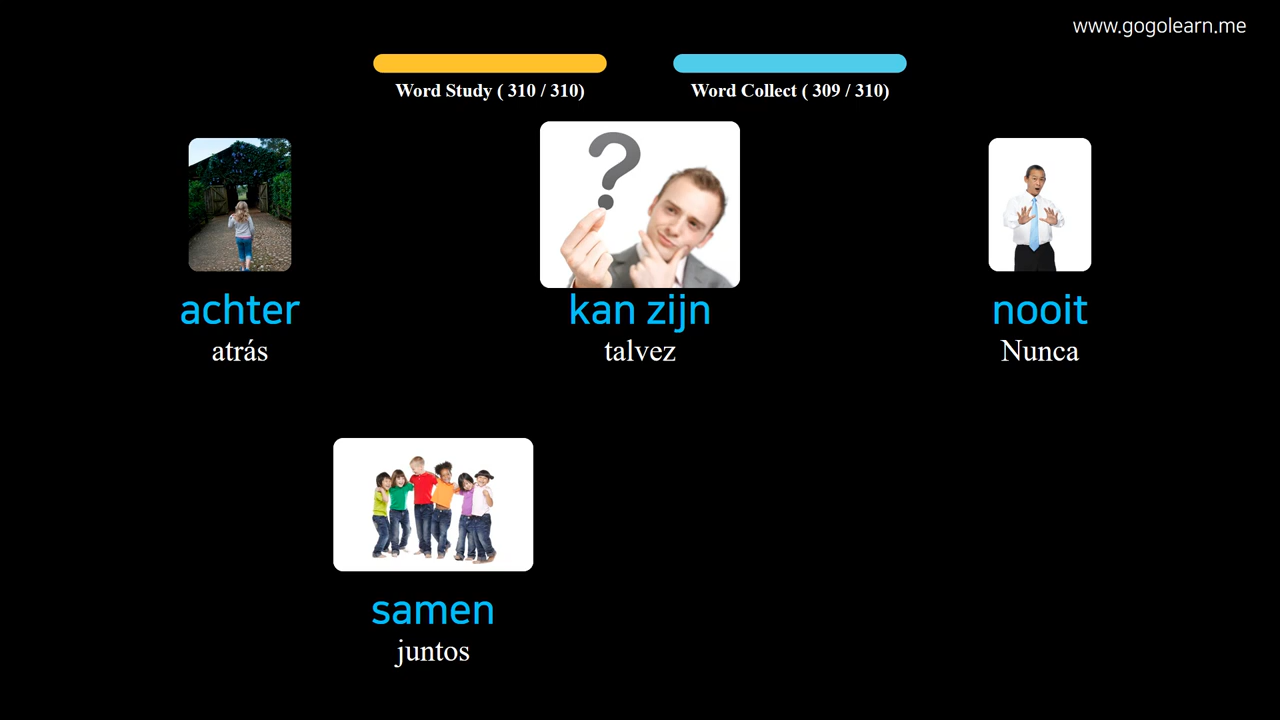 www.gogolearn.me
Word Study ( 310 / 310)
Word Collect ( 309 / 310)
achter
atrás
kan zijn
talvez
nooit
Nunca
samen
juntos